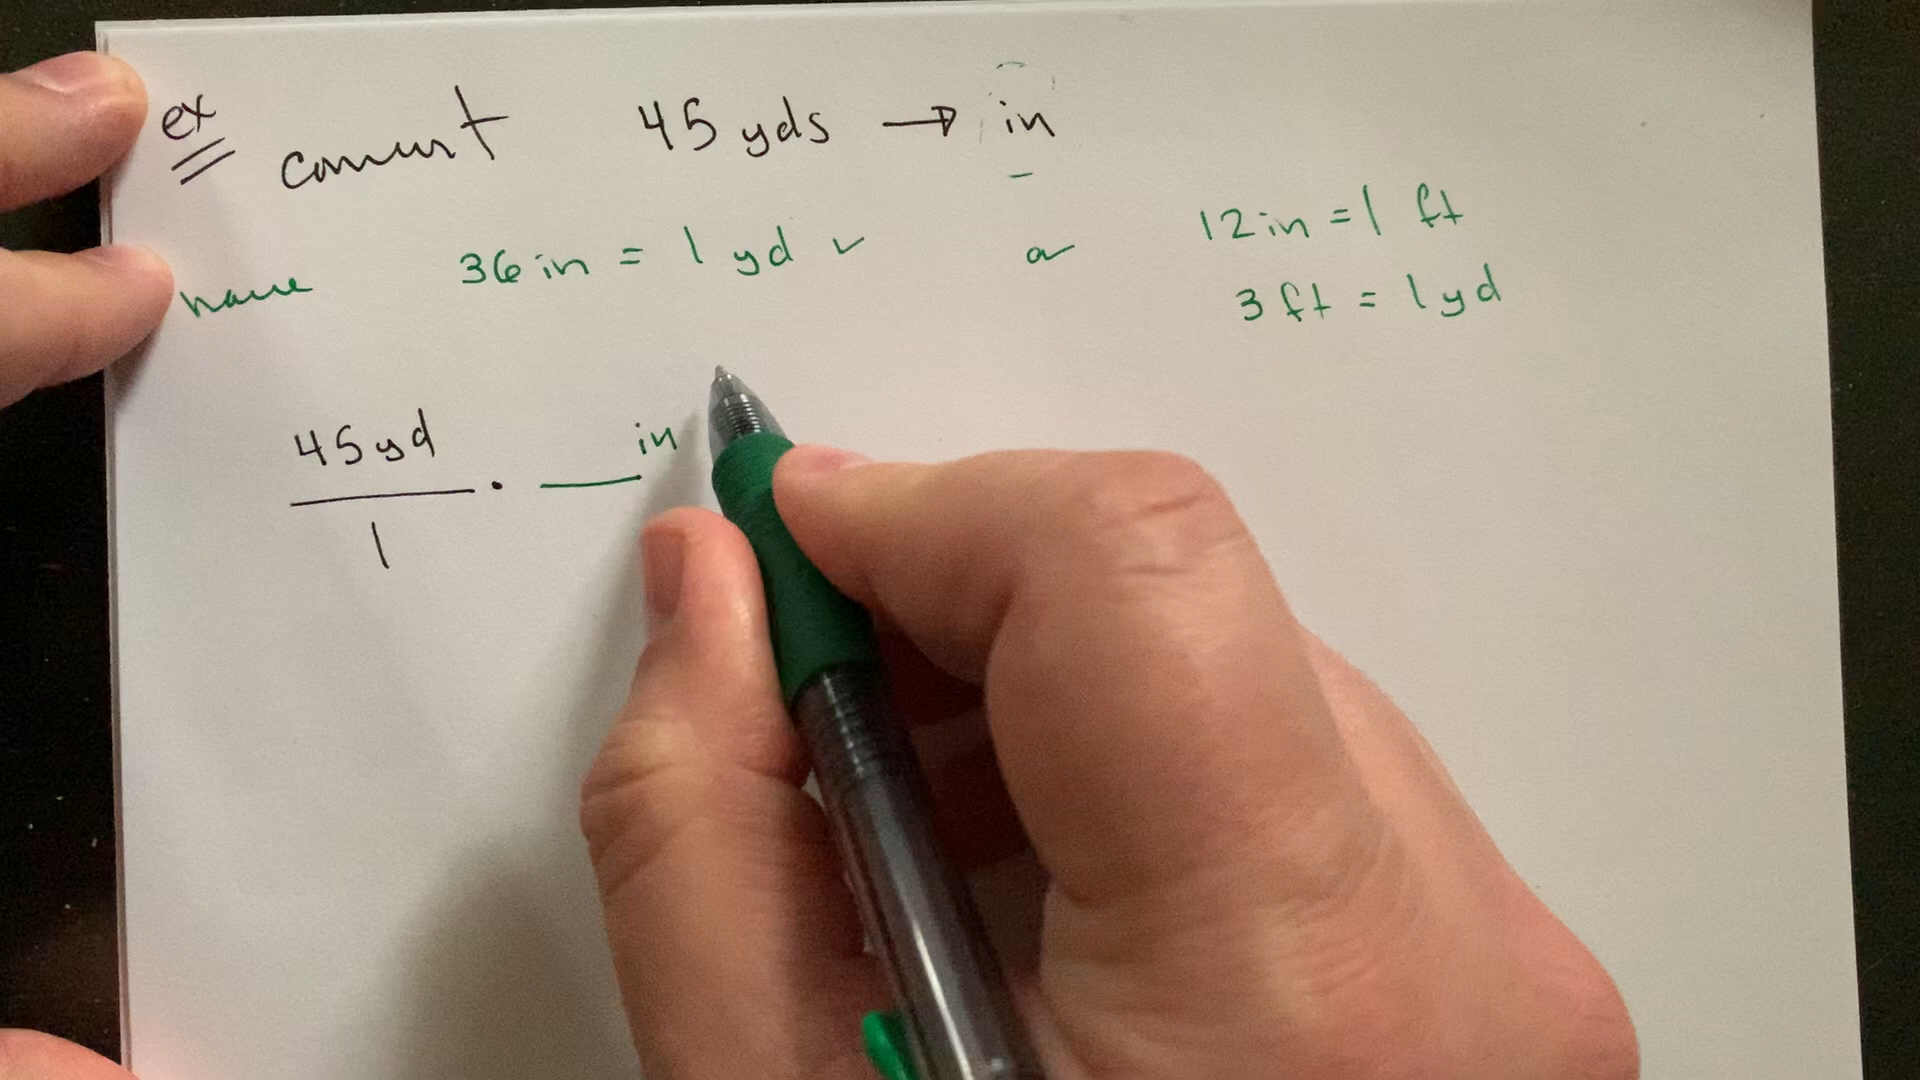 ex convert 45 yds → in
have 36 in = 1 yd ✓ or 12 in = 1 ft
3 ft = 1 yd
45 yd · ___ in
1